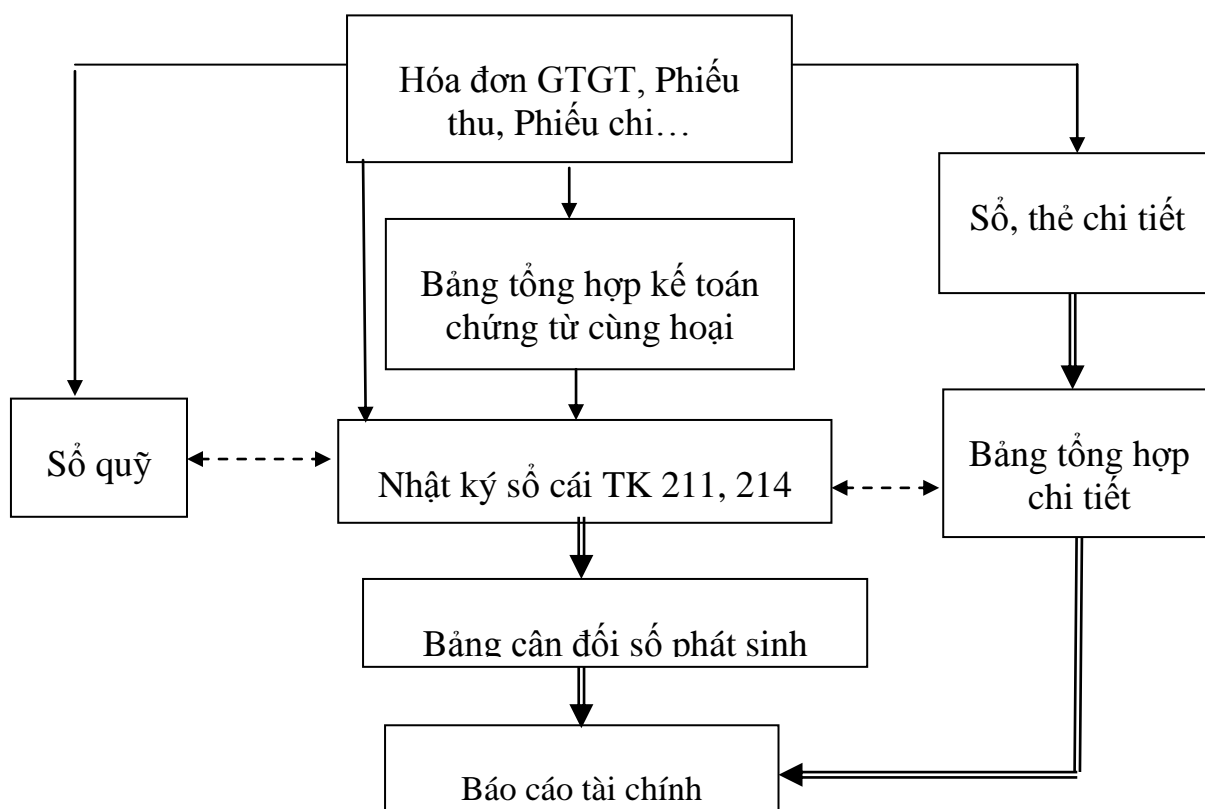 Hóa đơn GTGT, Phiếu
thu, Phiếu chi…
Sổ, thẻ chi tiết
Bảng tổng hợp kế toán
chứng từ cùng hoại
Sổ quỹ
Nhật ký sổ cái TK 211, 214
Bảng tổng hợp
chi tiết
Bảng cân đối số phát sinh
Báo cáo tài chính